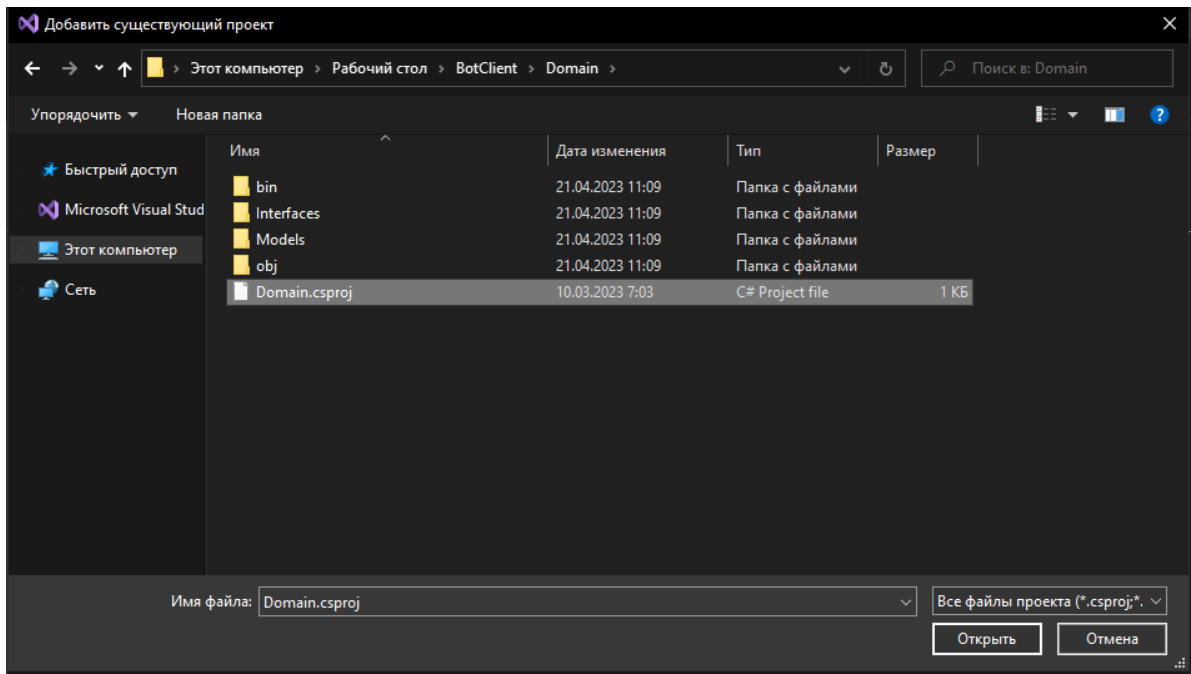 Добавить существующий проект
Этот компьютер › Рабочий стол › BotClient › Domain ›
Поиск в: Domain
Упорядочить Новая папка
Имя Дата изменения Тип Размер
Быстрый доступ
Microsoft Visual Stud
Этот компьютер
Сеть
bin 21.04.2023 11:09 Папка с файлами
Interfaces 21.04.2023 11:09 Папка с файлами
Models 21.04.2023 11:09 Папка с файлами
obj 21.04.2023 11:09 Папка с файлами
Domain.csproj 10.03.2023 7:03 C# Project file 1 КБ
Имя файла: Domain.csproj
Все файлы проекта (*.csproj;*.
Открыть Отмена